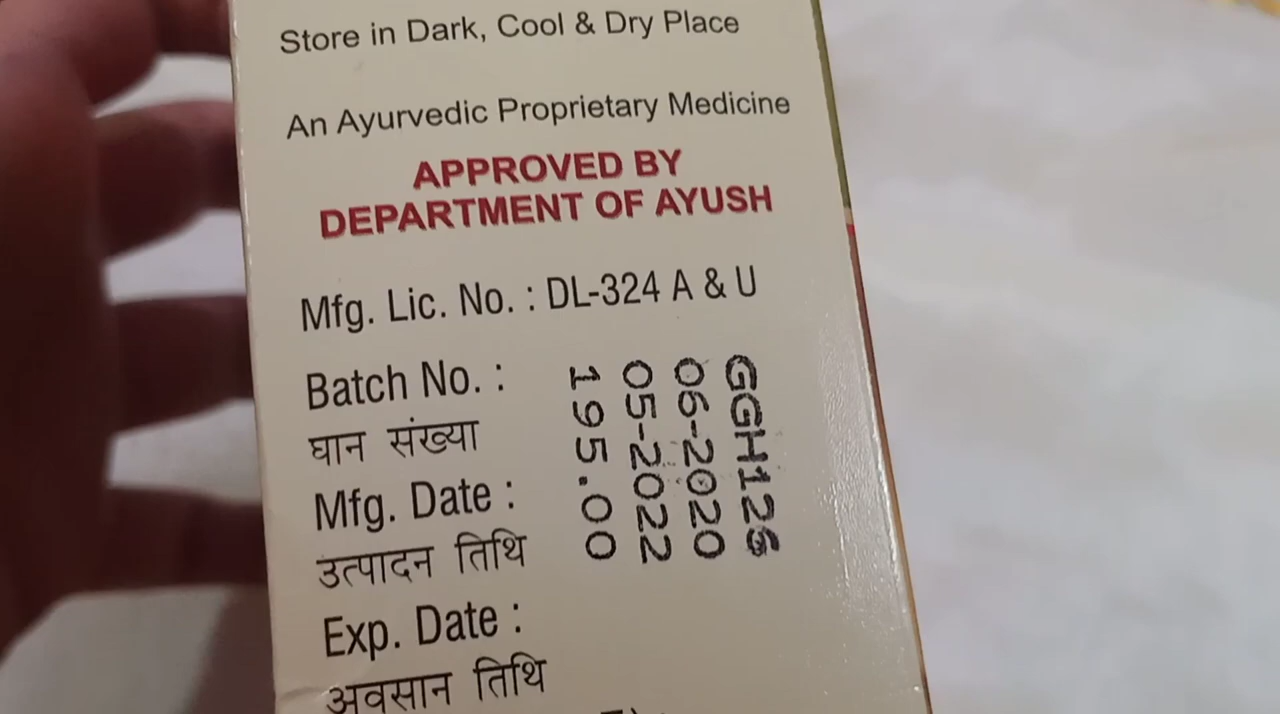 Store in Dark, Cool & Dry Place
An Ayurvedic Proprietary Medicine
APPROVED BY
DEPARTMENT OF AYUSH
Mfg. Lic. No. : DL-324 A & U
Batch No. :
घान संख्या
Mfg. Date :
उत्पादन तिथि
Exp. Date :
अवसान तिथि
06-2020
05-2022
195.00